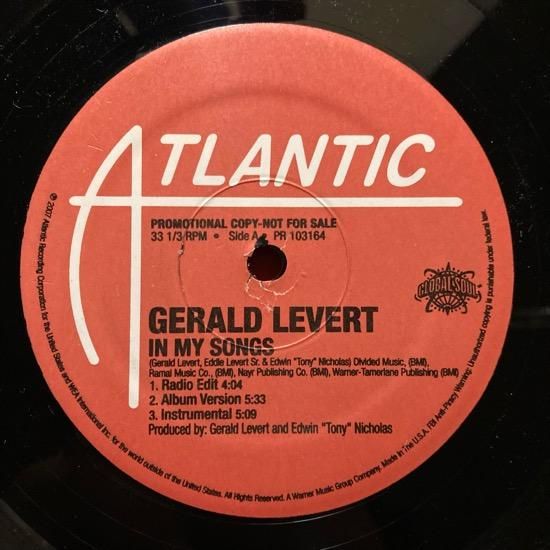 ATLANTIC
PROMOTIONAL COPY-NOT FOR SALE
33 1/3 RPM • Side A • PR 103164
GLOBAL SOUL
GERALD LEVERT
IN MY SONGS
(Gerald Levert, Eddie Levert Sr. & Edwin "Tony" Nicholas) Divided Music, (BMI),
Ramal Music Co., (BMI), Nayr Publishing Co. (BMI), Warner-Tamerlane Publishing (BMI)
1. Radio Edit 4:04
2. Album Version 5:33
3. Instrumental 5:09
Produced by: Gerald Levert and Edwin "Tony" Nicholas
℗ 2007 Atlantic Recording Corporation for the United States and WEA International Inc. for the world outside of the United States. All Rights Reserved. A Warner Music Group Company. Made in The U.S.A. FBI Anti-Piracy Warning: Unauthorized copying is punishable under federal law.